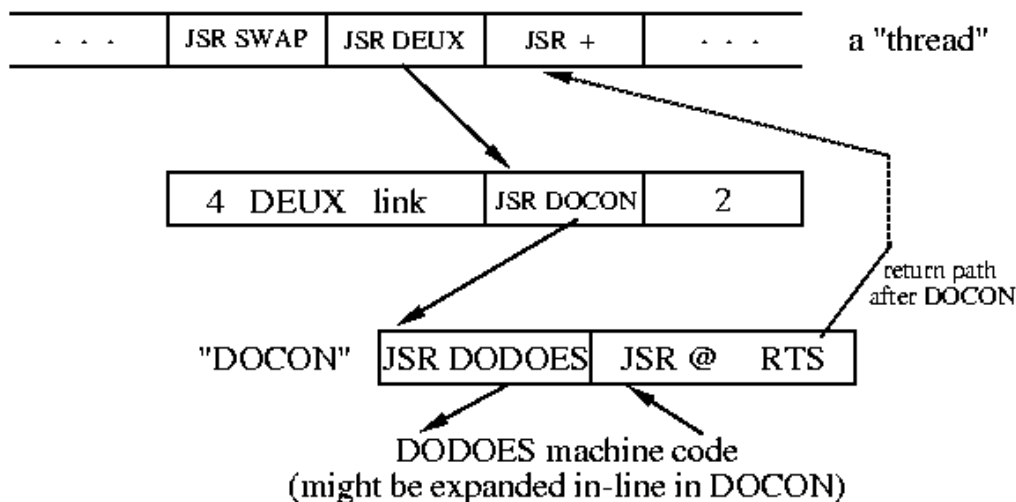 . . . JSR SWAP JSR DEUX JSR + . . . a "thread"
4 DEUX link JSR DOCON 2
return path
after DOCON
"DOCON" JSR DODOES JSR @ RTS
DODOES machine code
(might be expanded in-line in DOCON)